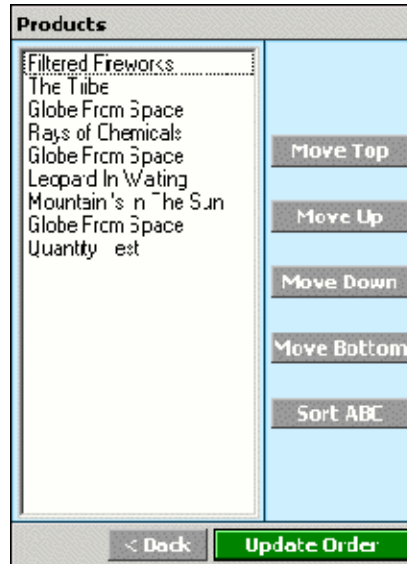 Products
Filtered Fireworks
The Tribe
Globe From Space
Rays of Chemicals
Globe From Space
Leopard In Waiting
Mountain's In The Sun
Globe From Space
Quantity Test
Move Top
Move Up
Move Down
Move Bottom
Sort ABC
< Back
Update Order